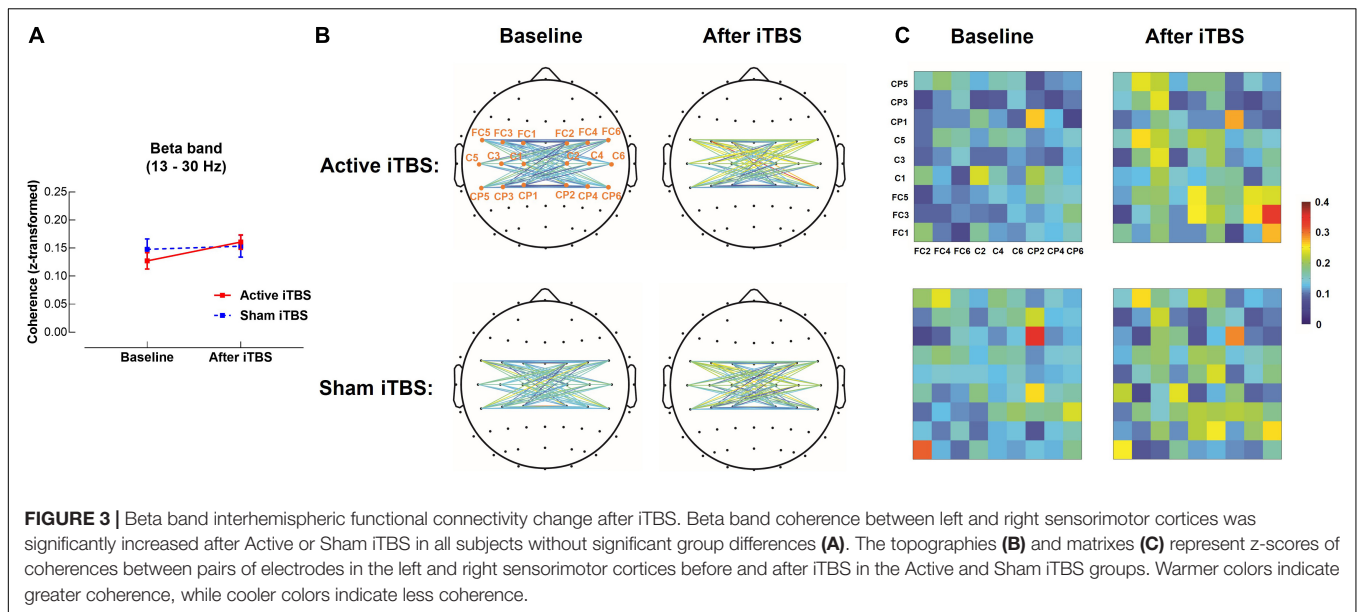 A
B
Baseline
After iTBS
C
Baseline
After iTBS
Beta band
(13 - 30 Hz)
Coherence (z-transformed)
0.25
0.20
0.15
0.10
0.05
0.00
Active iTBS
Sham iTBS
Baseline
After iTBS
Active iTBS:
FC5 FC3 FC1 FC2 FC4 FC6
C5 C3 C1 C2 C4 C6
CP5 CP3 CP1 CP2 CP4 CP6
Sham iTBS:
CP5
CP3
CP1
C5
C3
C1
FC5
FC3
FC1
FC2 FC4 FC6 C2 C4 C6 CP2 CP4 CP6
0.4
0.3
0.2
0.1
0
FIGURE 3 | Beta band interhemispheric functional connectivity change after iTBS. Beta band coherence between left and right sensorimotor cortices was
significantly increased after Active or Sham iTBS in all subjects without significant group differences (A). The topographies (B) and matrixes (C) represent z-scores of
coherences between pairs of electrodes in the left and right sensorimotor cortices before and after iTBS in the Active and Sham iTBS groups. Warmer colors indicate
greater coherence, while cooler colors indicate less coherence.